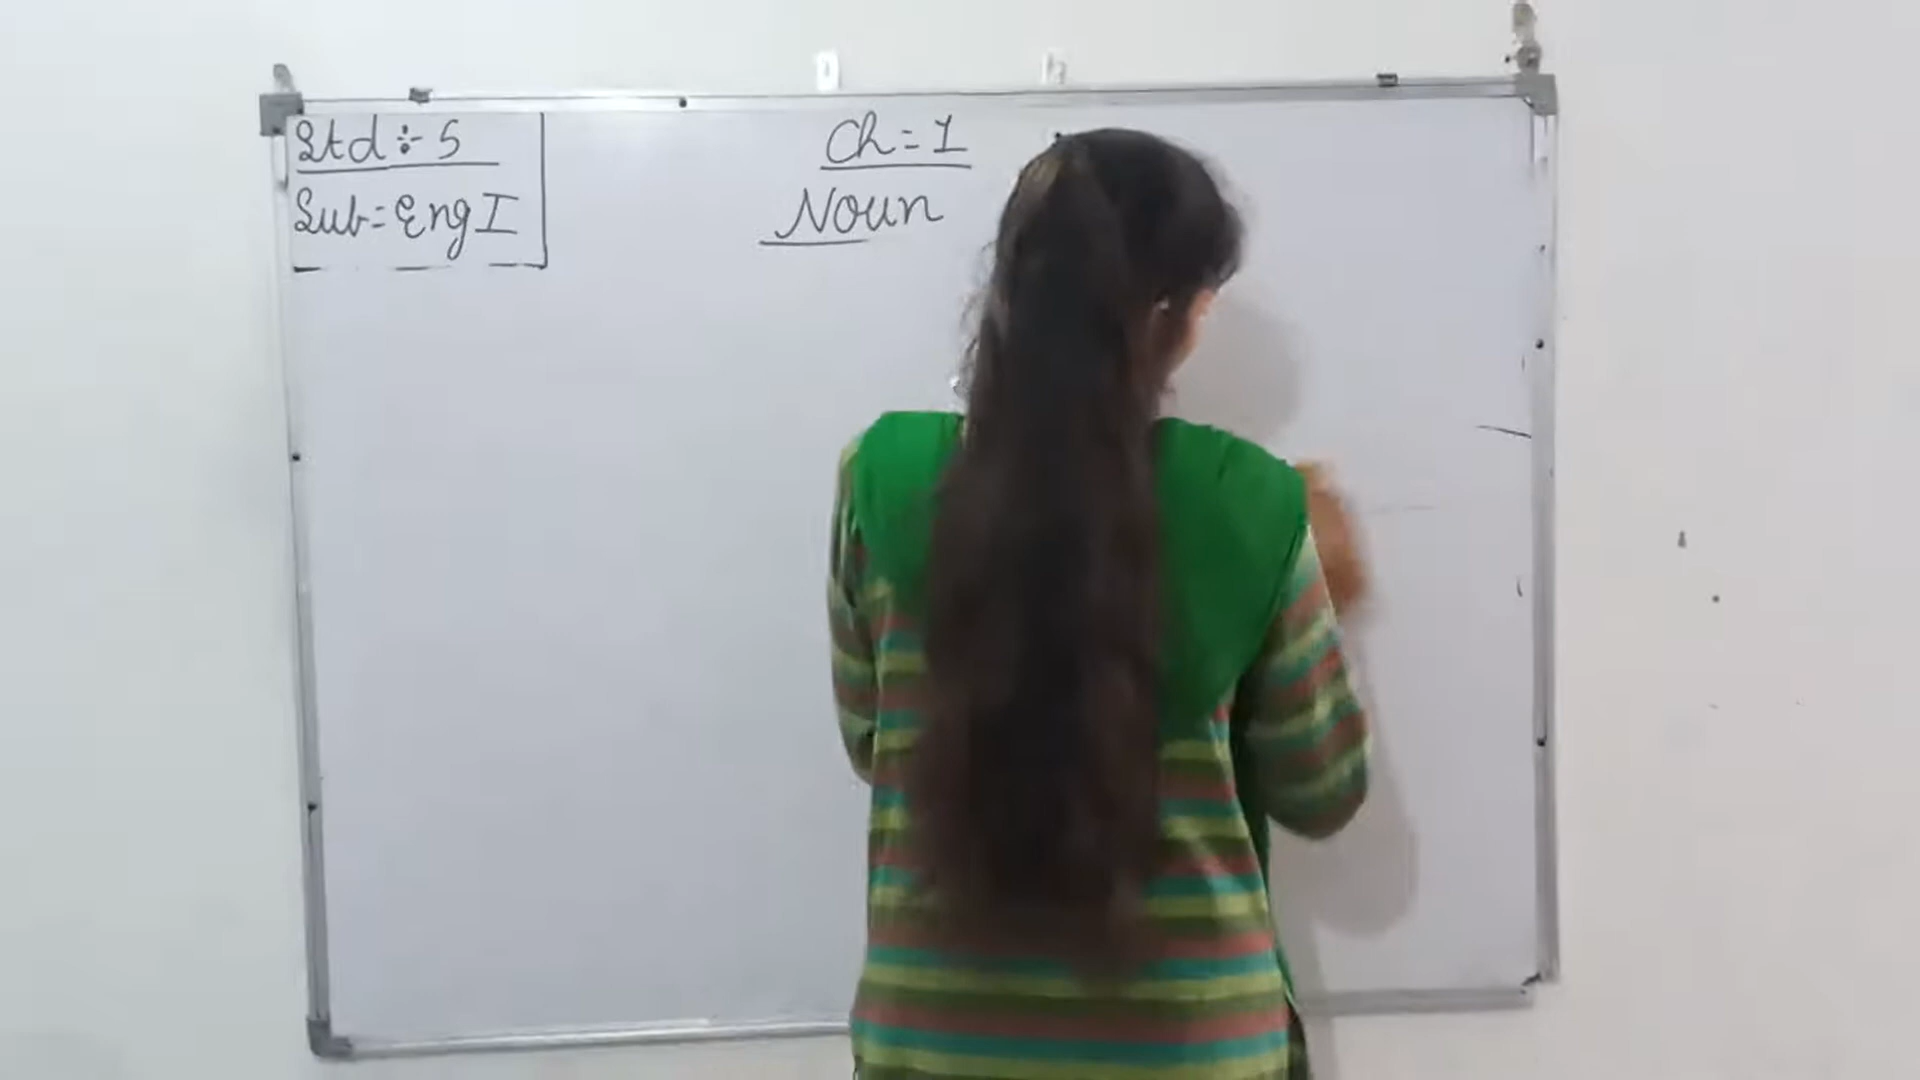 Std ÷ 5
Sub = Eng I
Ch = 1
Noun